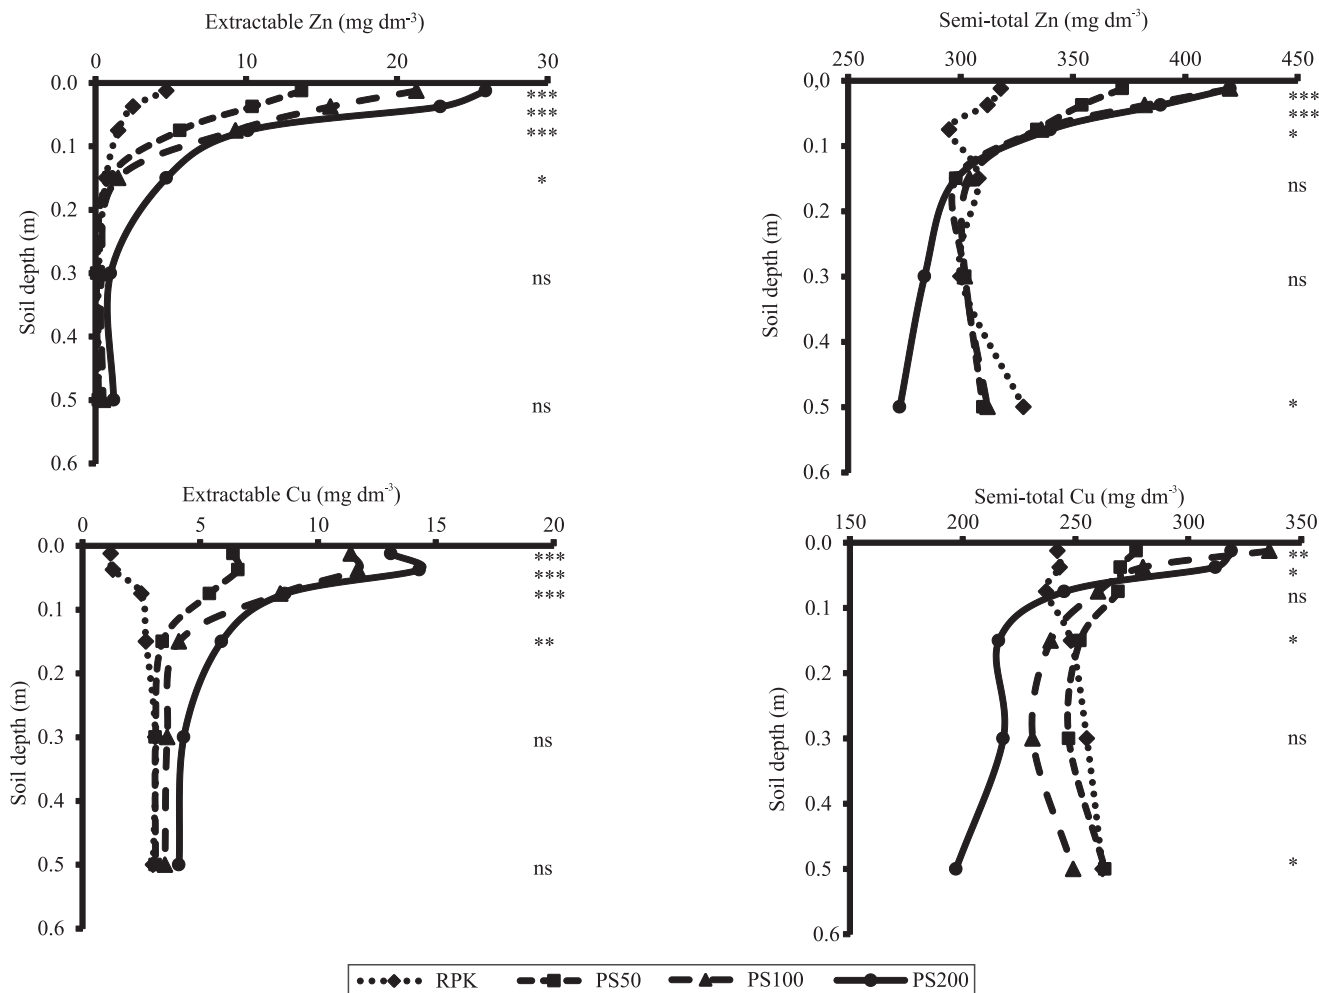 Extractable Zn (mg dm-3)
0 10 20 30
0.0
0.1
0.2
0.3
0.4
0.5
0.6
Soil depth (m)
***
***
***
*
ns
ns
Semi-total Zn (mg dm-3)
250 300 350 400 450
0,0
0.1
0.2
0.3
0.4
0.5
0.6
Soil depth (m)
***
***
*
ns
ns
*
Extractable Cu (mg dm-3)
0 5 10 15 20
0.0
0.1
0.2
0.3
0.4
0.5
0.6
Soil depth (m)
***
***
***
**
ns
ns
Semi-total Cu (mg dm-3)
150 200 250 300 350
0.0
0.1
0.2
0.3
0.4
0.5
0.6
Soil depth (m)
**
*
ns
*
ns
*
RPK PS50 PS100 PS200